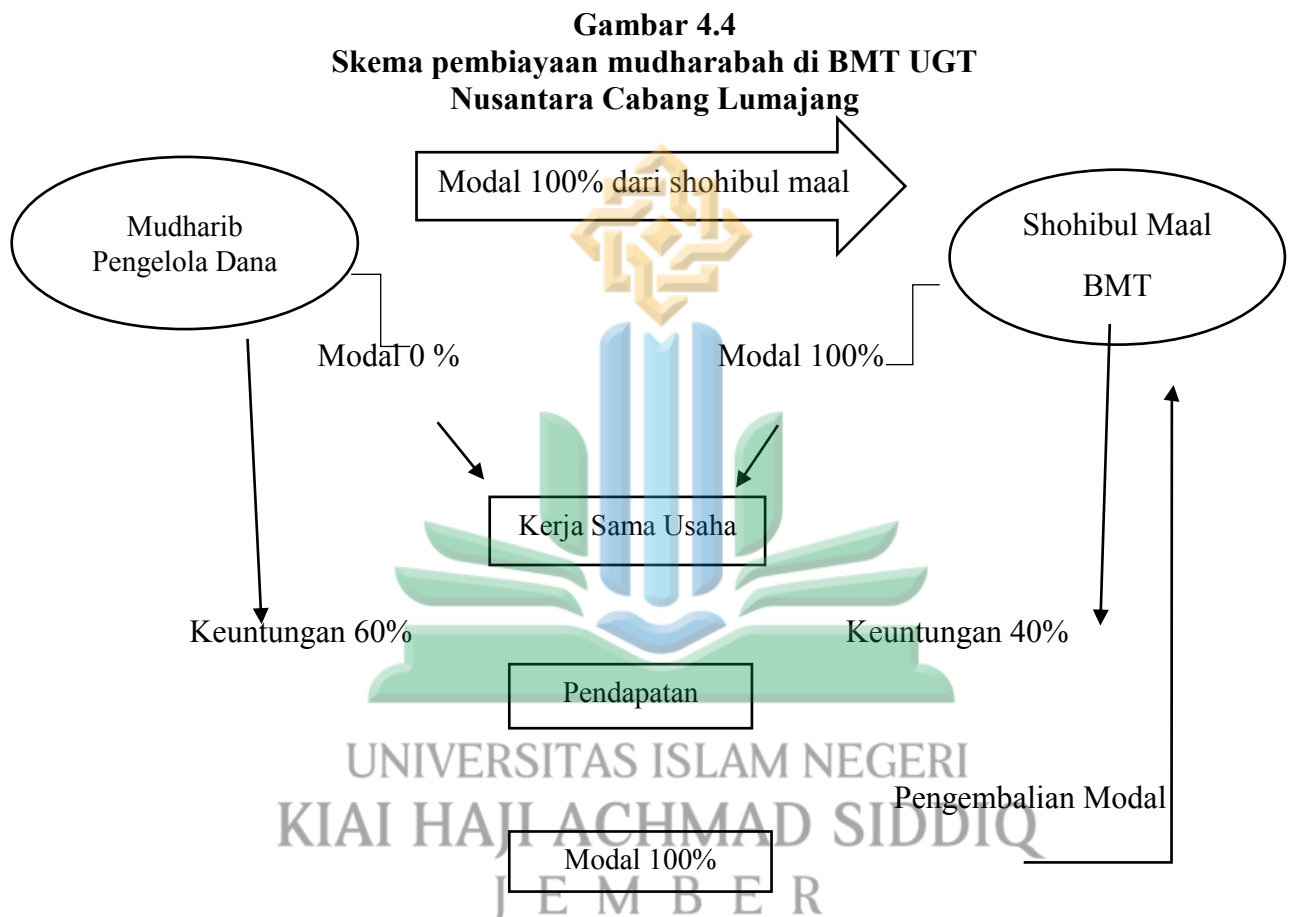 Gambar 4.4
Skema pembiayaan mudharabah di BMT UGT
Nusantara Cabang Lumajang
Modal 100% dari shohibul maal
Mudharib
Pengelola Dana
Shohibul Maal
BMT
Modal 0 %
Modal 100%
Kerja Sama Usaha
Keuntungan 60%
Keuntungan 40%
Pendapatan
UNIVERSITAS ISLAM NEGERI
Pengembalian Modal
KIAI HAJI ACHMAD SIDDIQ
Modal 100%
J E M B E R